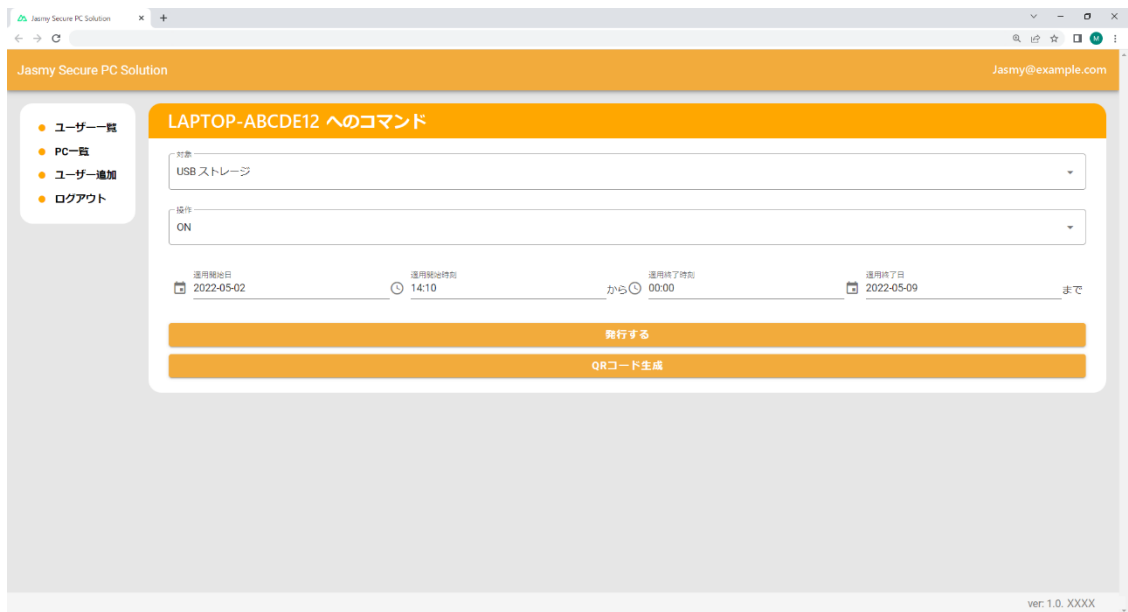 Jasmy Secure PC Solution
Jasmy Secure PC Solution
Jasmy@example.com
M
ユーザー一覧
PC一覧
ユーザー追加
ログアウト
LAPTOP-ABCDE12 へのコマンド
対象
USB ストレージ
操作
ON
適用開始日
2022-05-02
適用開始時刻
14:10
から
適用終了時刻
00:00
適用終了日
2022-05-09
まで
発行する
QRコード生成
ver: 1.0. XXXX